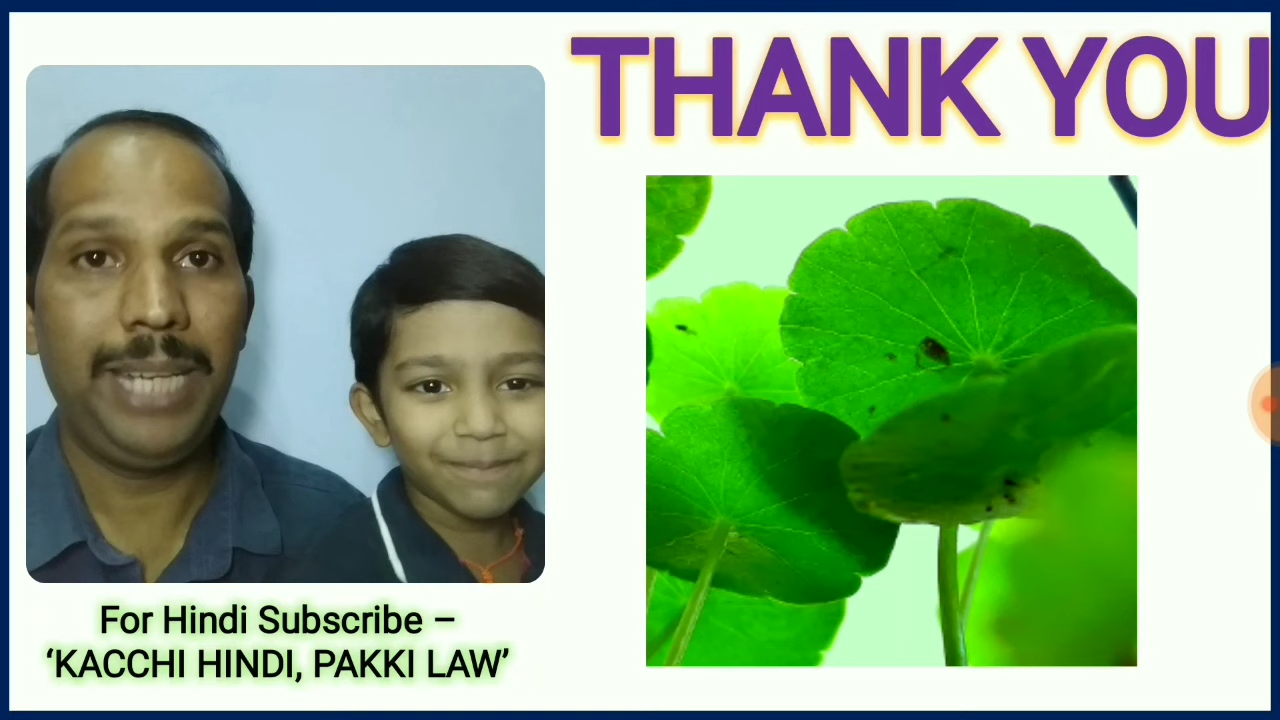 THANK YOU
For Hindi Subscribe –
‘KACCHI HINDI, PAKKI LAW’